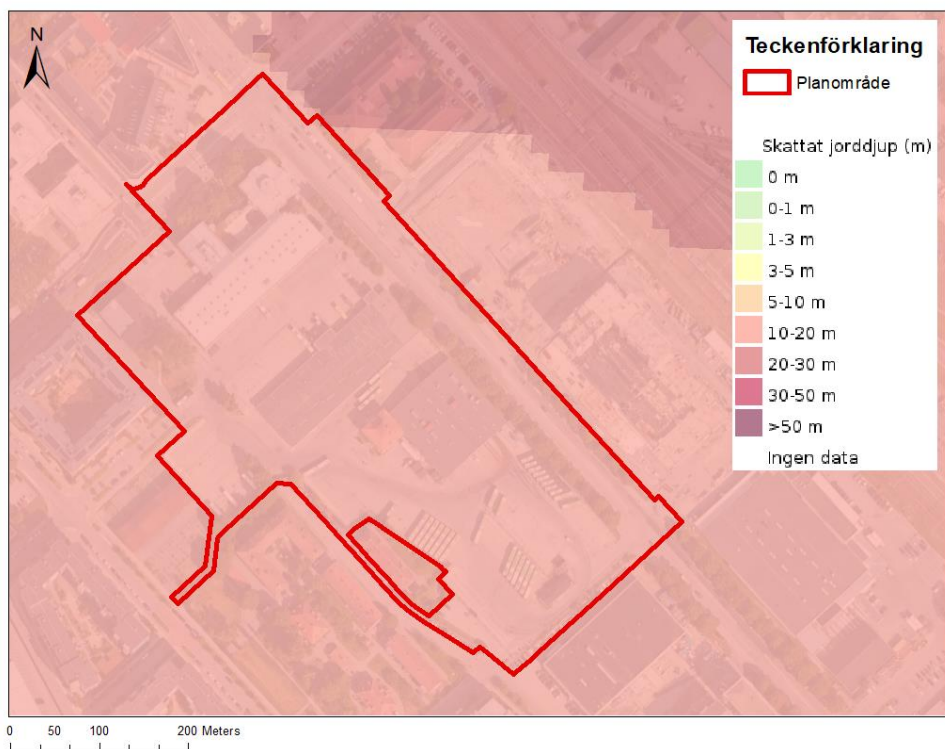 N
Teckenförklaring
Planområde
Skattat jorddjup (m)
0 m
0-1 m
1-3 m
3-5 m
5-10 m
10-20 m
20-30 m
30-50 m
>50 m
Ingen data
0 50 100 200 Meters